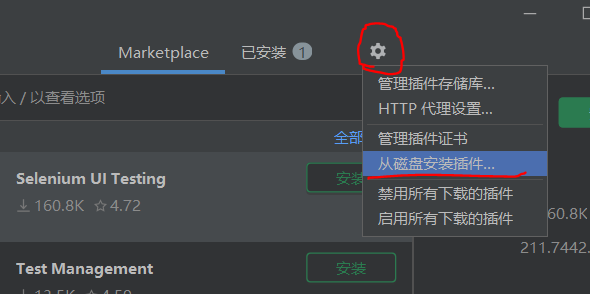 Marketplace 已安装 1
输入 / 以查看选项
管理插件存储库...
HTTP 代理设置...
全部
管理插件证书
从磁盘安装插件...
Selenium UI Testing
安装
160.8K 4.72
禁用所有下载的插件
启用所有下载的插件
60.8K
211.7442.
Test Management
安装